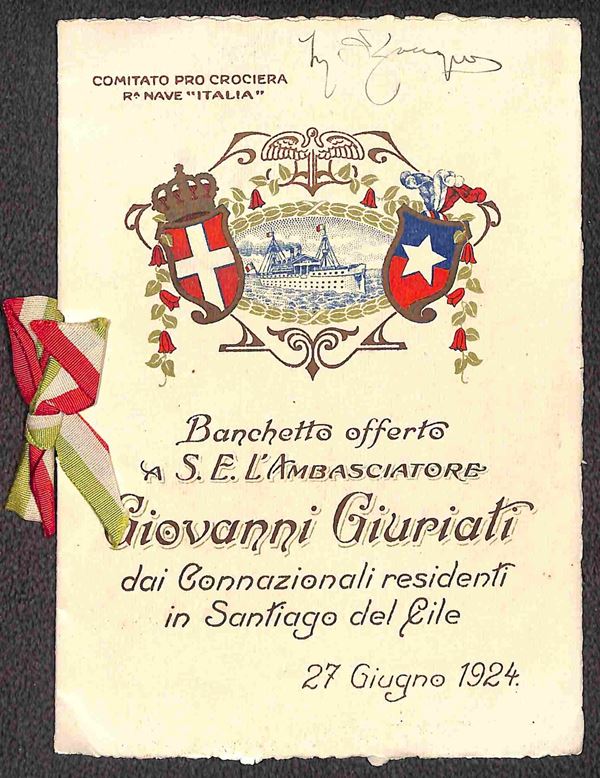 COMITATO PRO CROCIERA
Rᴬ NAVE "ITALIA"
Banchetto offerto
A S. E. L'AMBASCIATORE
Giovanni Giuriati
dai Connazionali residenti
in Santiago del Cile
27 Giugno 1924.